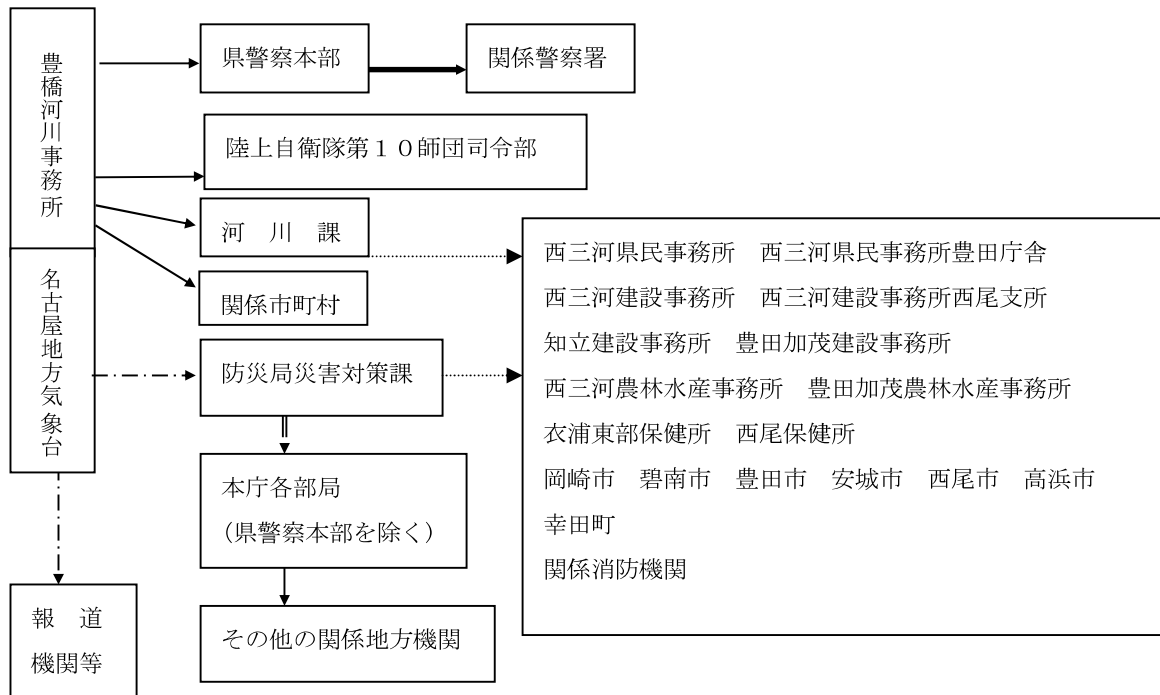 豊橋河川事務所
名古屋地方気象台
報　道
機関等
県警察本部
関係警察署
陸上自衛隊第１０師団司令部
河　川　課
関係市町村
防災局災害対策課
本庁各部局
（県警察本部を除く）
その他の関係地方機関
西三河県民事務所　西三河県民事務所豊田庁舎
西三河建設事務所　西三河建設事務所西尾支所
知立建設事務所　豊田加茂建設事務所
西三河農林水産事務所　豊田加茂農林水産事務所
衣浦東部保健所　西尾保健所
岡崎市　碧南市　豊田市　安城市　西尾市　高浜市
幸田町
関係消防機関